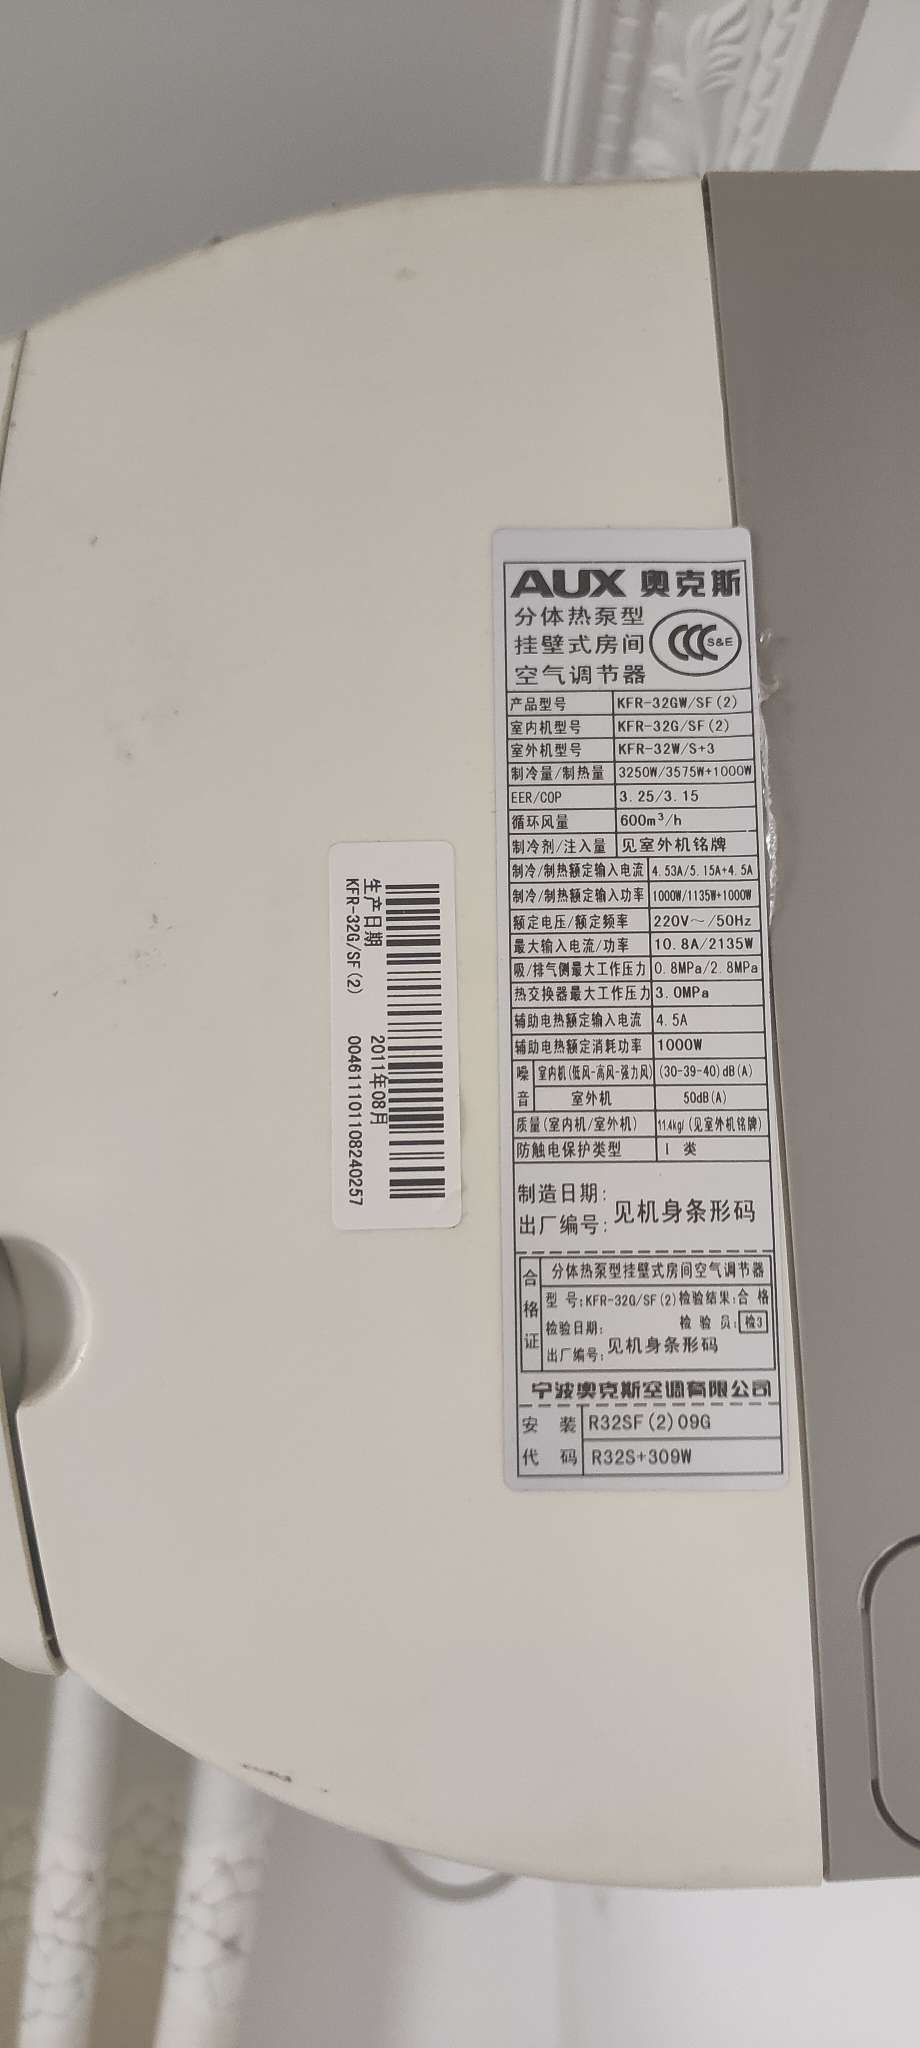 AUX 奥克斯
分体热泵型
挂壁式房间
空气调节器
S&E
产品型号 KFR-32GW/SF(2)
室内机型号 KFR-32G/SF(2)
室外机型号 KFR-32W/S+3
制冷量/制热量 3250W/3575W+1000W
EER/COP 3.25/3.15
循环风量 600m³/h
制冷剂/注入量 见室外机铭牌
制冷/制热额定输入电流 4.53A/5.15A+4.5A
制冷/制热额定输入功率 1000W/1135W+1000W
额定电压/额定频率 220V～/50Hz
最大输入电流/功率 10.8A/2135W
吸/排气侧最大工作压力 0.8MPa/2.8MPa
热交换器最大工作压力 3.0MPa
辅助电热额定输入电流 4.5A
辅助电热额定消耗功率 1000W
噪音 室内机(低风-高风-强力风) (30-39-40)dB(A)
室外机 50dB(A)
质量(室内机/室外机) 11.4kg/(见室外机铭牌)
防触电保护类型 I 类
制造日期:
出厂编号: 见机身条形码
合格证
分体热泵型挂壁式房间空气调节器
型 号:KFR-32G/SF(2) 检验结果:合 格
检验日期: 检 验 员: 检3
出厂编号: 见机身条形码
宁波奥克斯空调有限公司
安 装 R32SF(2)09G
代 码 R32S+309W
生产日期 2011年08月
KFR-32G/SF(2) 004611101108240257